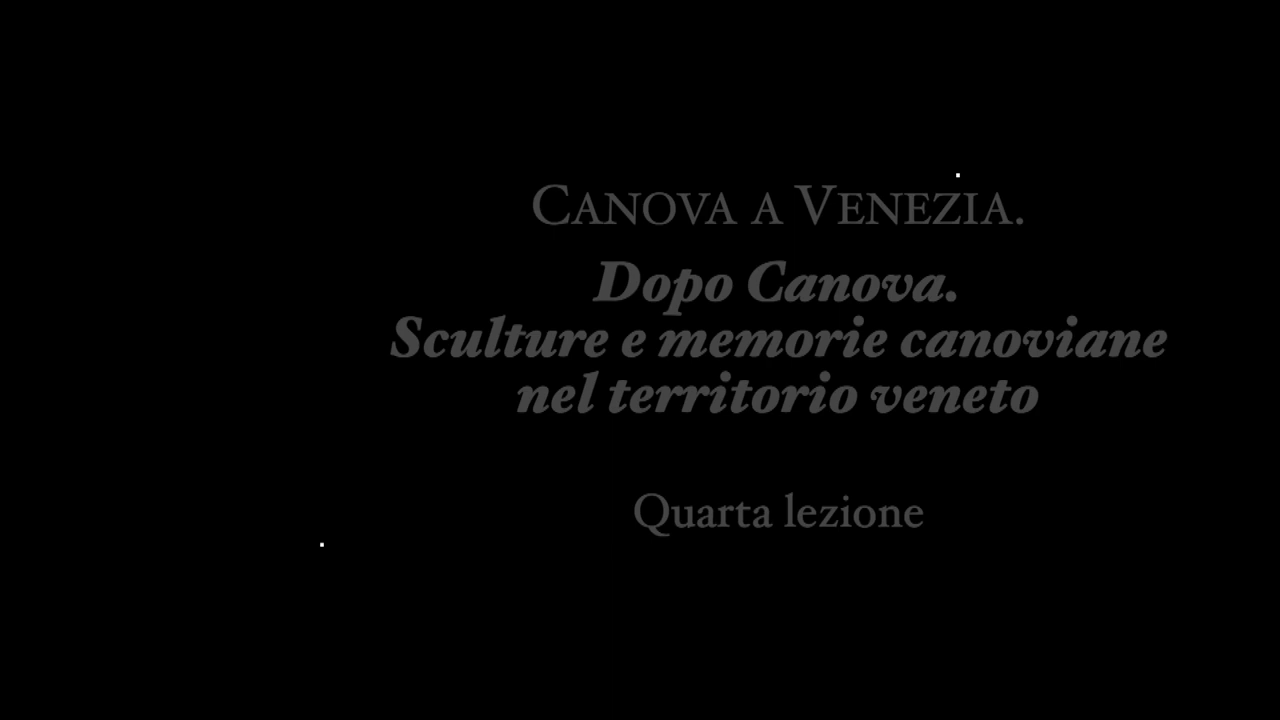 CANOVA A VENEZIA.
Dopo Canova.
Sculture e memorie canoviane
nel territorio veneto
Quarta lezione